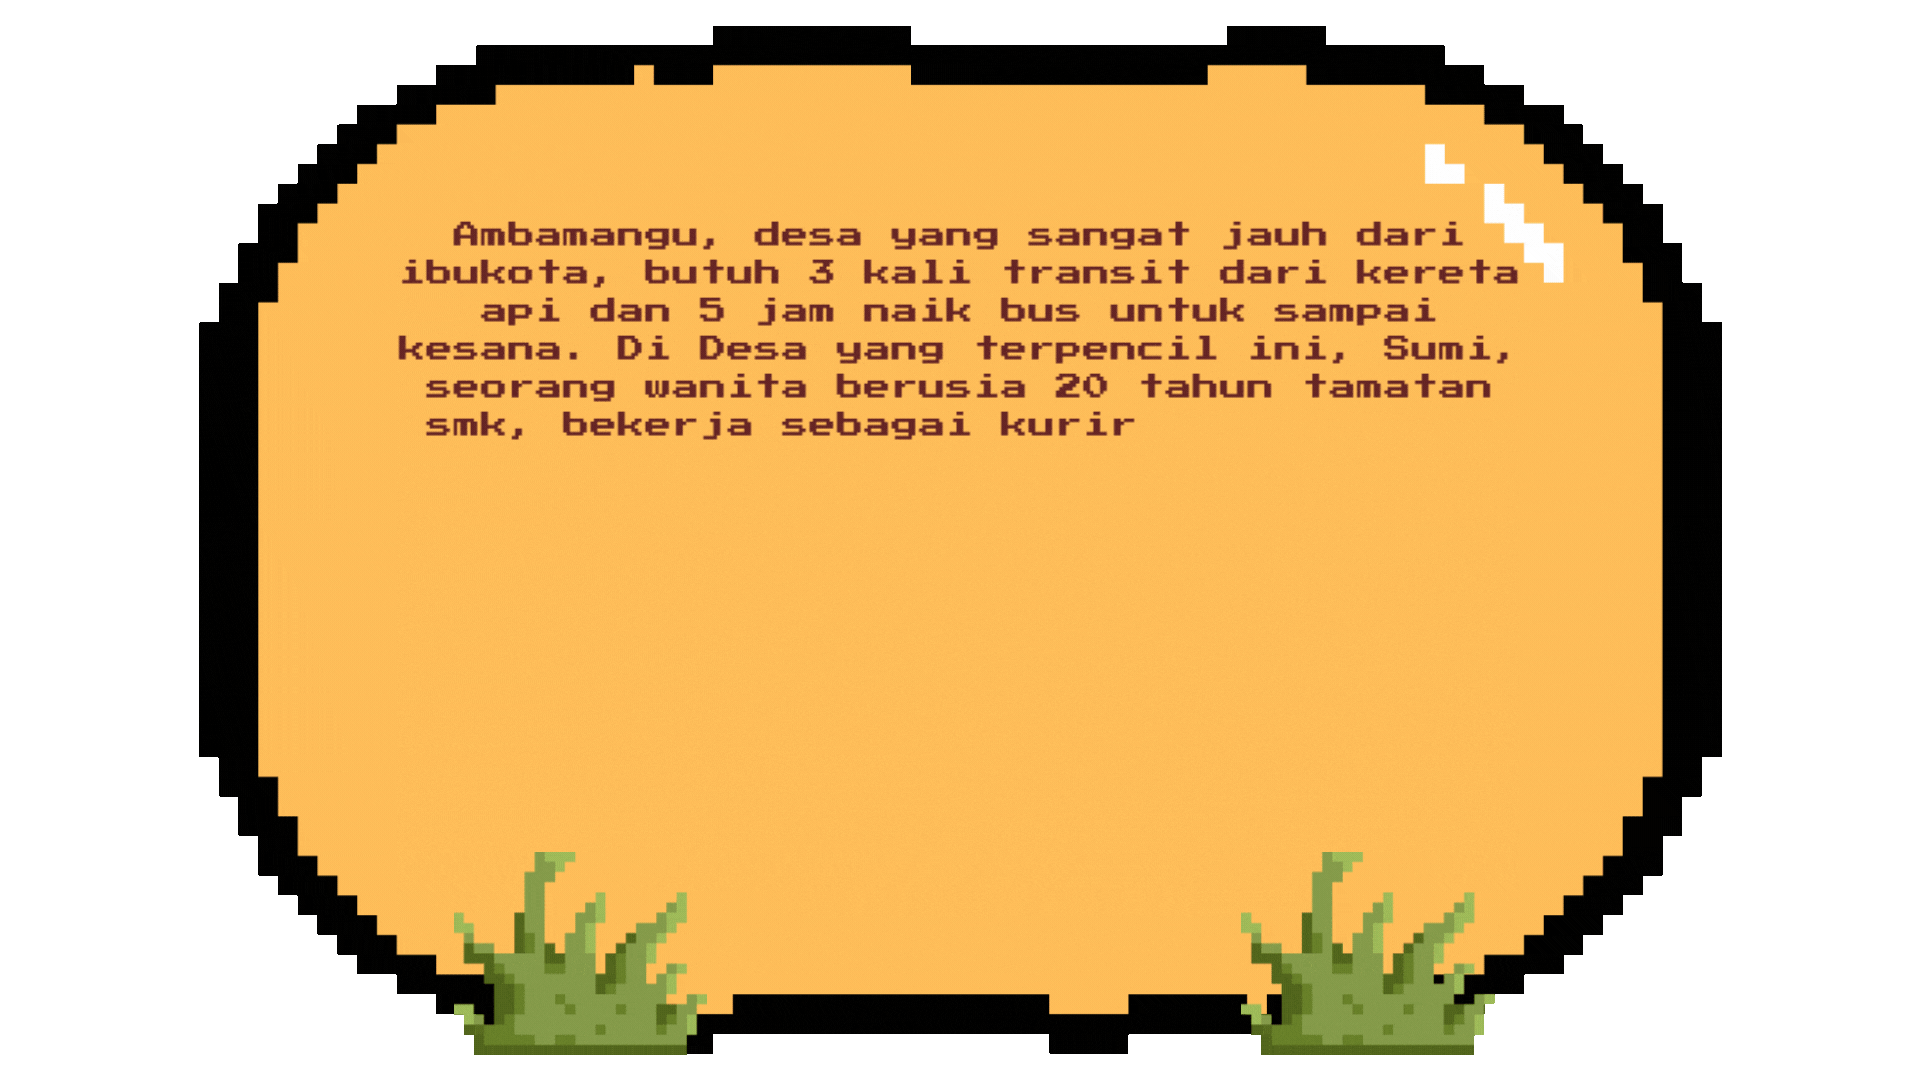 Ambamangu, desa yang sangat jauh dari
ibukota, butuh 3 kali transit dari kereta
api dan 5 jam naik bus untuk sampai
kesana. Di Desa yang terpencil ini, Sumi,
seorang wanita berusia 20 tahun tamatan
smk, bekerja sebagai kurir